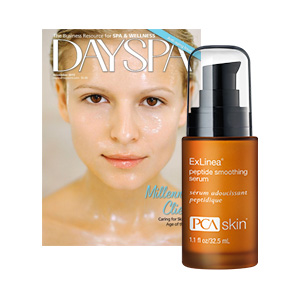 The Business Resource for SPA & WELLNESS
DAYSPA
Millenn
Clie
Caring for Sk
Age of
ExLinea®
peptide smoothing
serum
sérum adoucissant
peptidique
PCA skin®
1.1 fl oz/32.5 mL